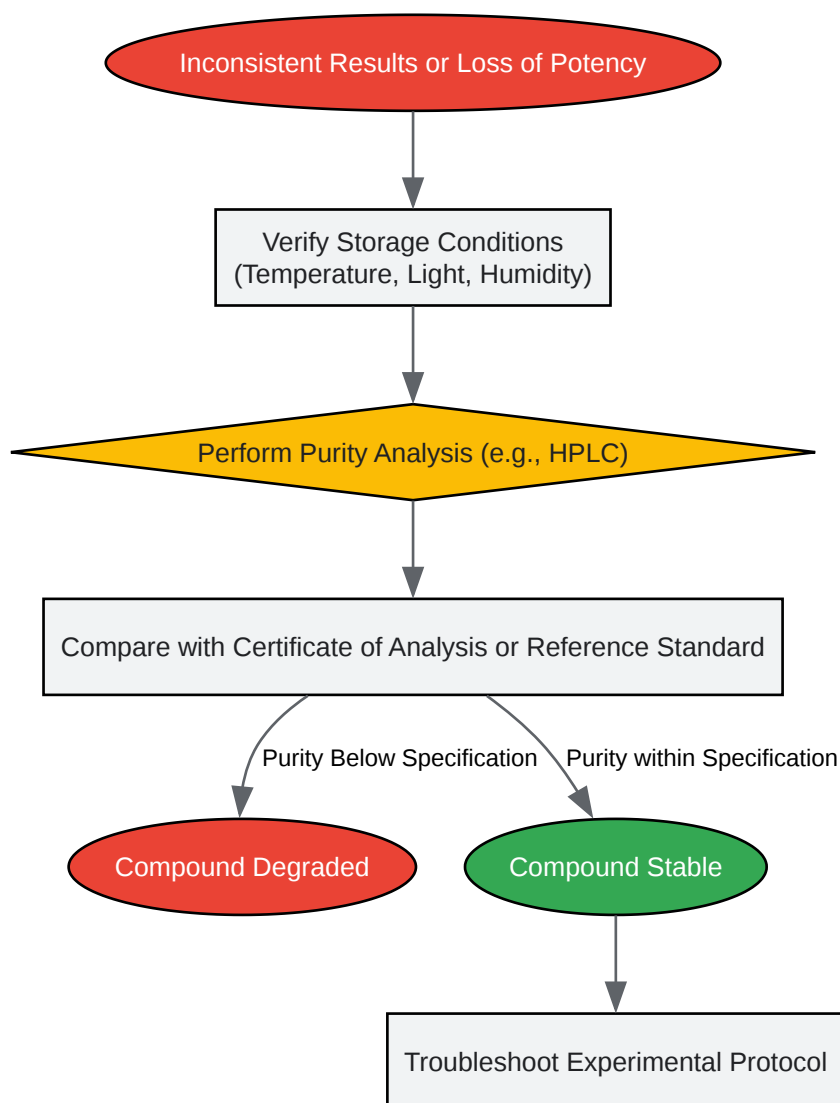 Inconsistent Results or Loss of Potency
Verify Storage Conditions
(Temperature, Light, Humidity)
Perform Purity Analysis (e.g., HPLC)
Compare with Certificate of Analysis or Reference Standard
Purity Below Specification
Purity within Specification
Compound Degraded
Compound Stable
Troubleshoot Experimental Protocol